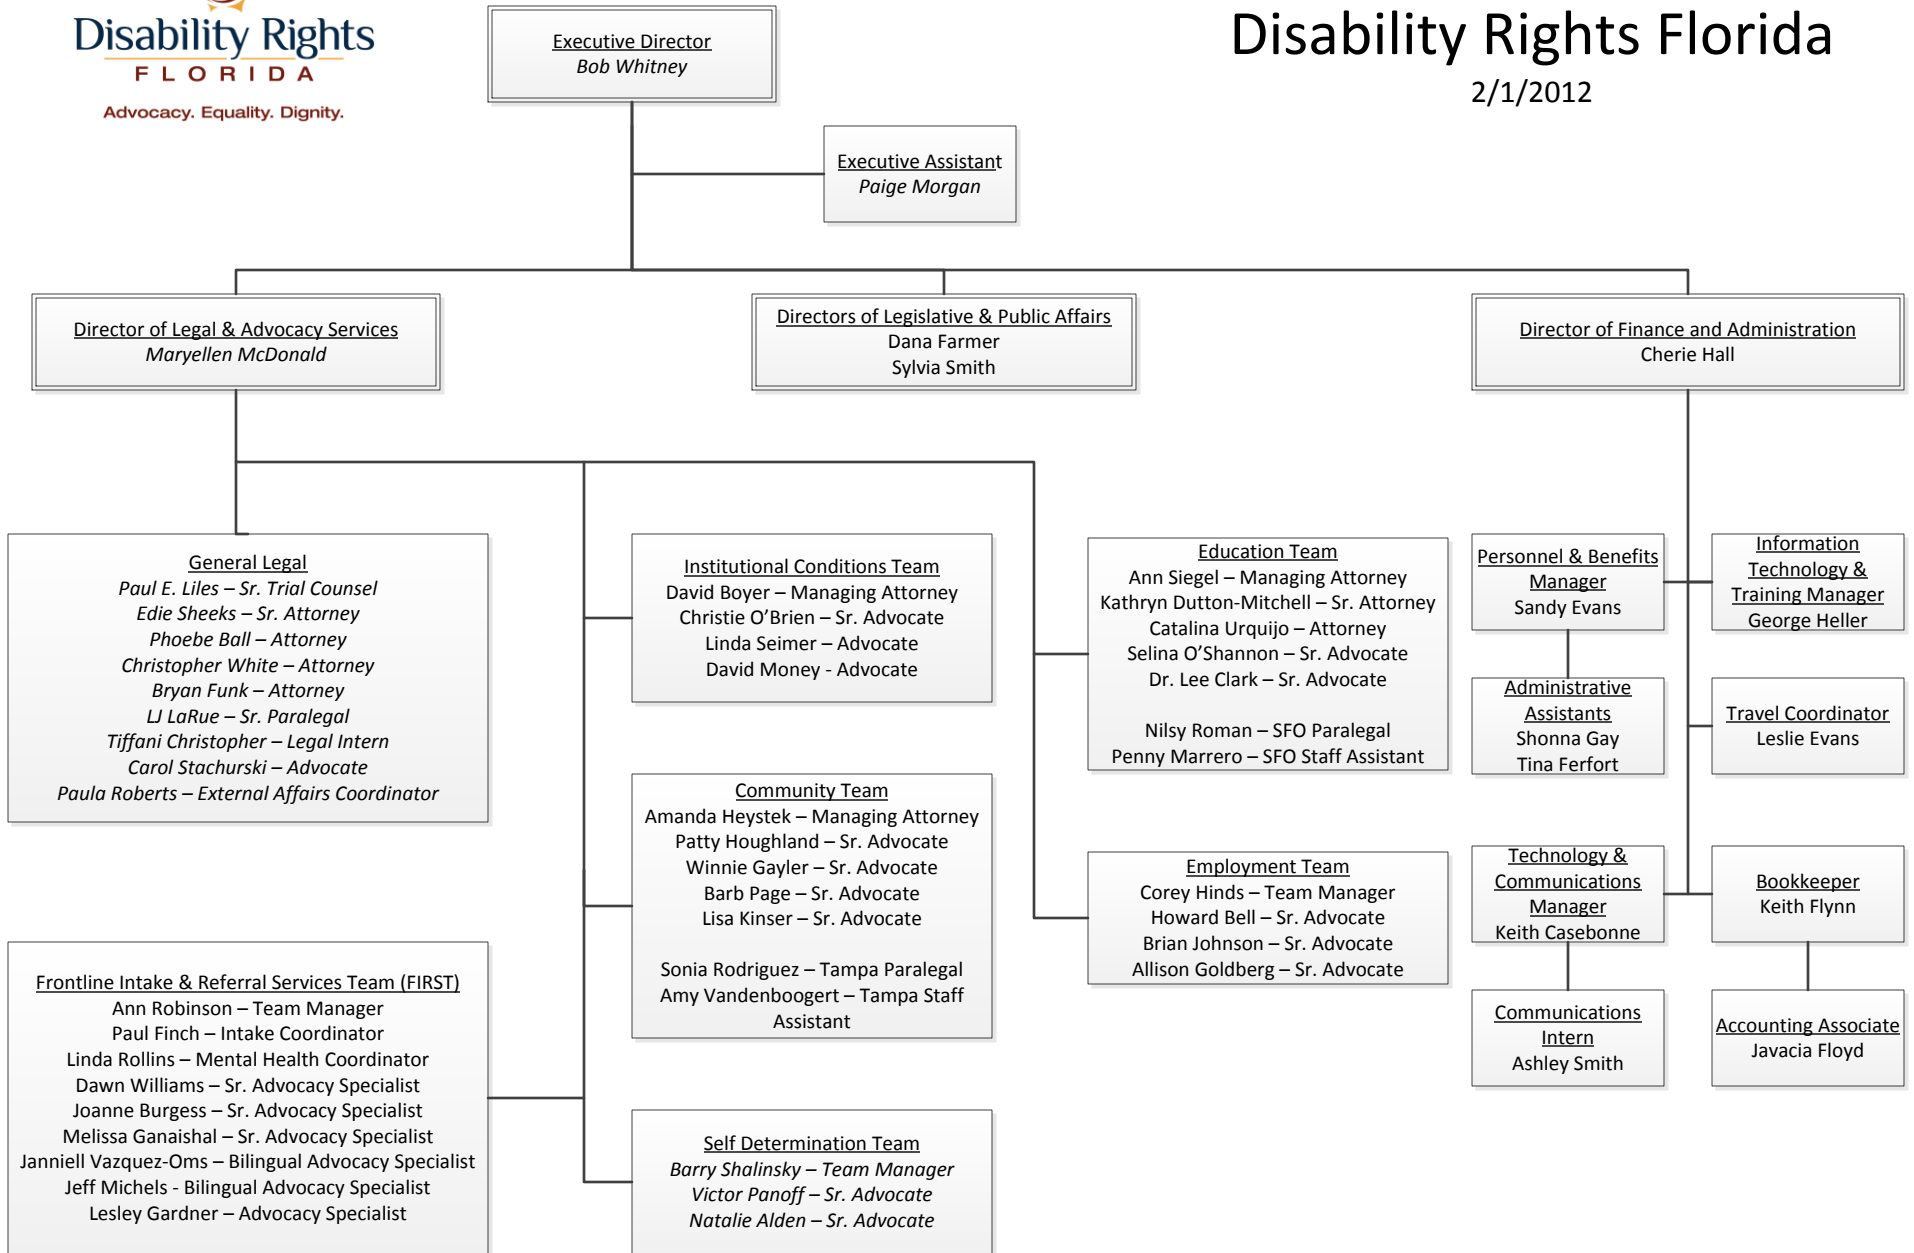 Disability Rights
FLORIDA
Advocacy. Equality. Dignity.
Disability Rights Florida
2/1/2012
Executive Director
Bob Whitney
Executive Assistant
Paige Morgan
Director of Legal & Advocacy Services
Maryellen McDonald
Directors of Legislative & Public Affairs
Dana Farmer
Sylvia Smith
Director of Finance and Administration
Cherie Hall
General Legal
Paul E. Liles – Sr. Trial Counsel
Edie Sheeks – Sr. Attorney
Phoebe Ball – Attorney
Christopher White – Attorney
Bryan Funk – Attorney
LJ LaRue – Sr. Paralegal
Tiffani Christopher – Legal Intern
Carol Stachurski – Advocate
Paula Roberts – External Affairs Coordinator
Frontline Intake & Referral Services Team (FIRST)
Ann Robinson – Team Manager
Paul Finch – Intake Coordinator
Linda Rollins – Mental Health Coordinator
Dawn Williams – Sr. Advocacy Specialist
Joanne Burgess – Sr. Advocacy Specialist
Melissa Ganaishal – Sr. Advocacy Specialist
Janniell Vazquez-Oms – Bilingual Advocacy Specialist
Jeff Michels - Bilingual Advocacy Specialist
Lesley Gardner – Advocacy Specialist
Institutional Conditions Team
David Boyer – Managing Attorney
Christie O’Brien – Sr. Advocate
Linda Seimer – Advocate
David Money - Advocate
Community Team
Amanda Heystek – Managing Attorney
Patty Houghland – Sr. Advocate
Winnie Gayler – Sr. Advocate
Barb Page – Sr. Advocate
Lisa Kinser – Sr. Advocate
Sonia Rodriguez – Tampa Paralegal
Amy Vandenboogert – Tampa Staff
Assistant
Self Determination Team
Barry Shalinsky – Team Manager
Victor Panoff – Sr. Advocate
Natalie Alden – Sr. Advocate
Education Team
Ann Siegel – Managing Attorney
Kathryn Dutton-Mitchell – Sr. Attorney
Catalina Urquijo – Attorney
Selina O’Shannon – Sr. Advocate
Dr. Lee Clark – Sr. Advocate
Nilsy Roman – SFO Paralegal
Penny Marrero – SFO Staff Assistant
Employment Team
Corey Hinds – Team Manager
Howard Bell – Sr. Advocate
Brian Johnson – Sr. Advocate
Allison Goldberg – Sr. Advocate
Personnel & Benefits
Manager
Sandy Evans
Administrative
Assistants
Shonna Gay
Tina Ferfort
Technology &
Communications
Manager
Keith Casebonne
Communications
Intern
Ashley Smith
Information
Technology &
Training Manager
George Heller
Travel Coordinator
Leslie Evans
Bookkeeper
Keith Flynn
Accounting Associate
Javacia Floyd